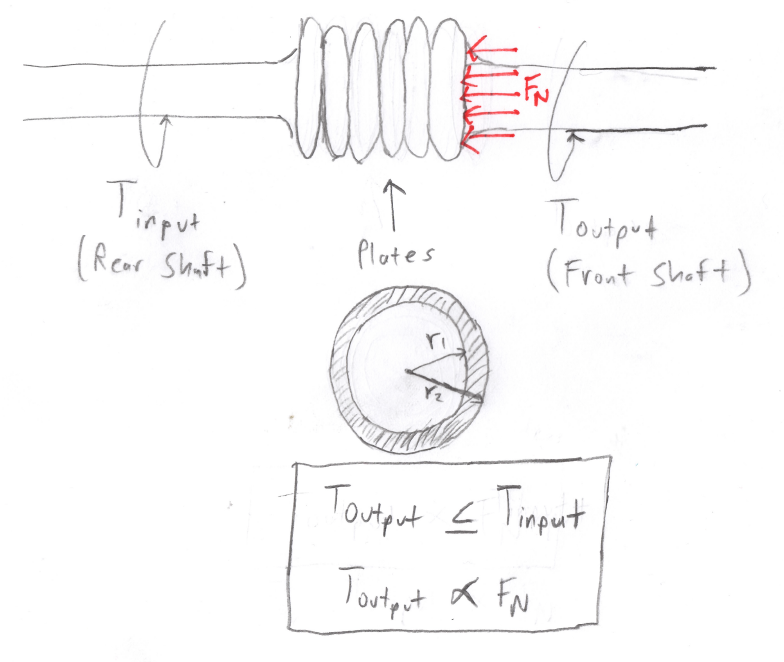 F_N
T_input
(Rear Shaft)
Plates
T_output
(Front Shaft)
r_1
r_2
T_output ≤ T_input
T_output ∝ F_N